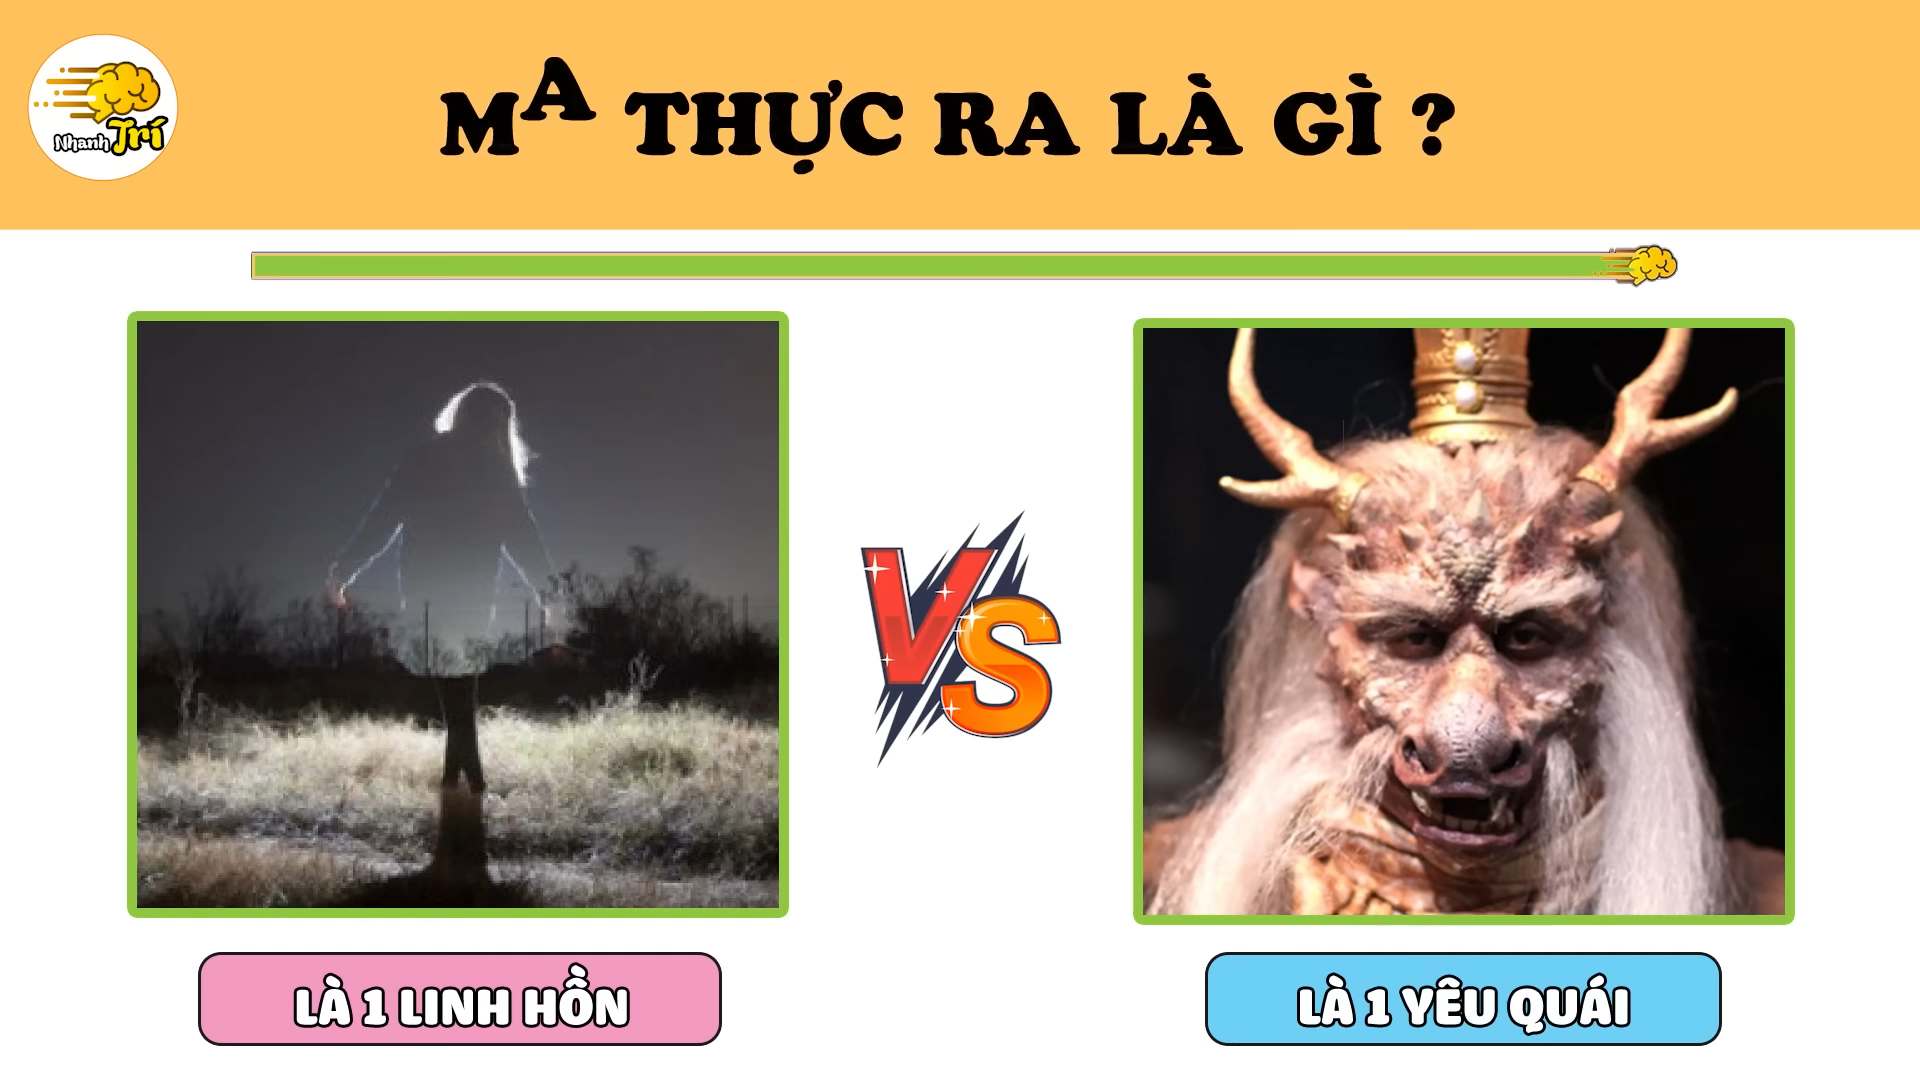 Nhanh Trí
MA THỰC RA LÀ GÌ ?
VS
LÀ 1 LINH HỒN
LÀ 1 YÊU QUÁI